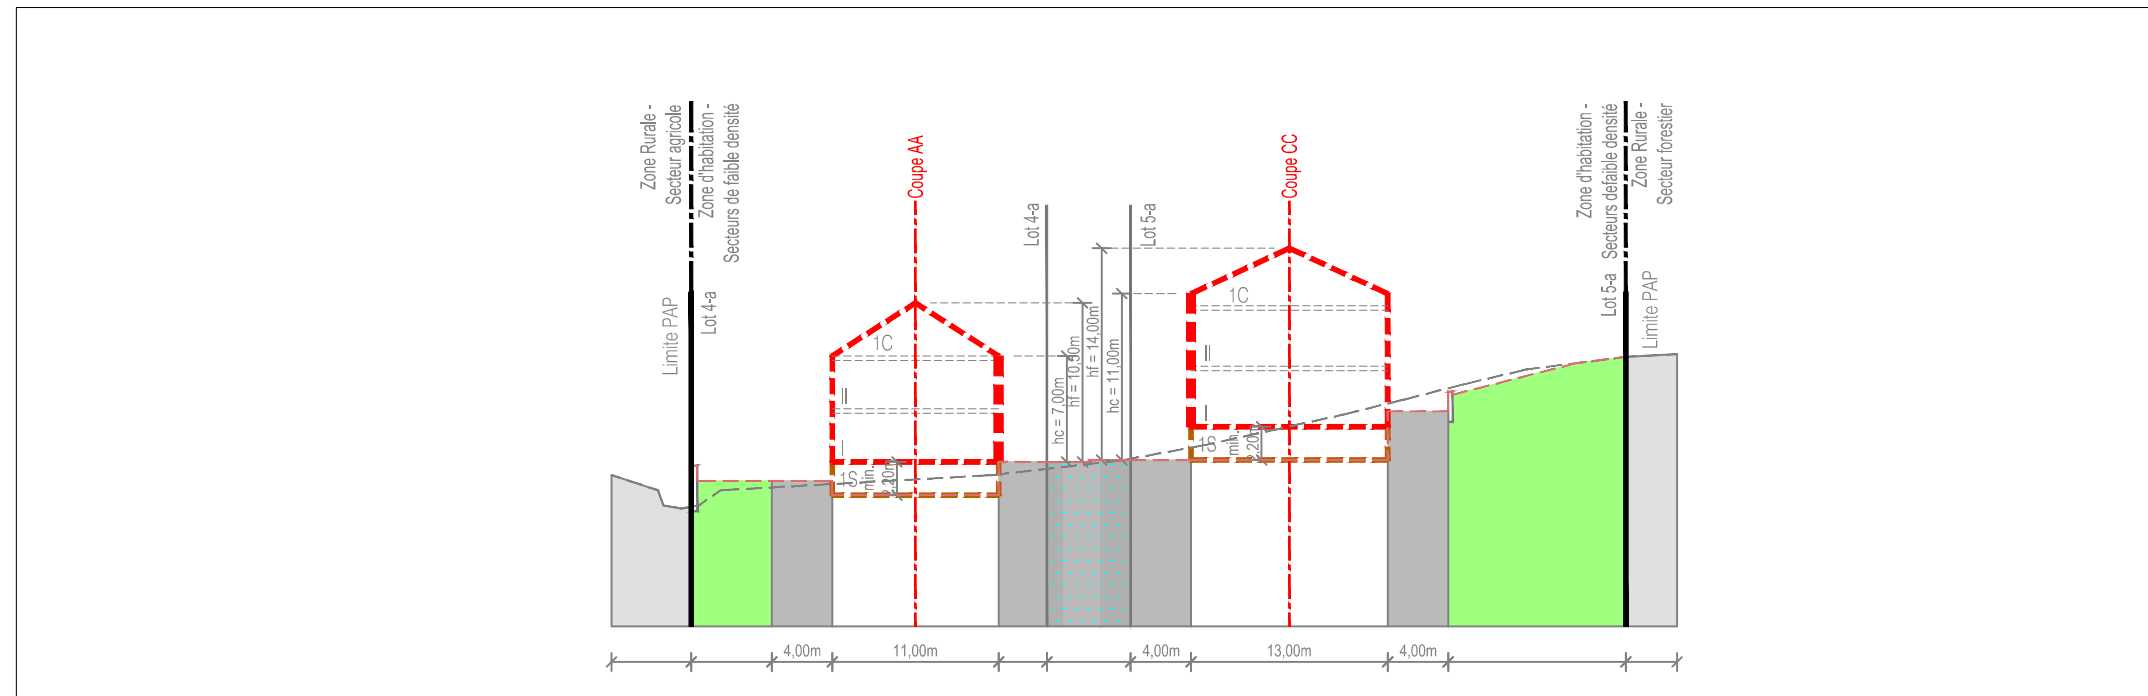 Zone Rurale -
Secteur agricole
Zone d'habitation -
Secteurs de faible densité
Limite PAP
Lot 4-a
Coupe AA
1C
II
I
1S
min.
2,20m
Lot 4-a
Lot 5-a
hc = 7,00m
hf = 10,50m
hf = 14,00m
hc = 11,00m
Coupe CC
1C
II
I
1S
min.
2,20m
Zone d'habitation -
Secteurs defaible densité
Zone Rurale -
Secteur forestier
Lot 5-a
Limite PAP
4,00m
11,00m
4,00m
13,00m
4,00m